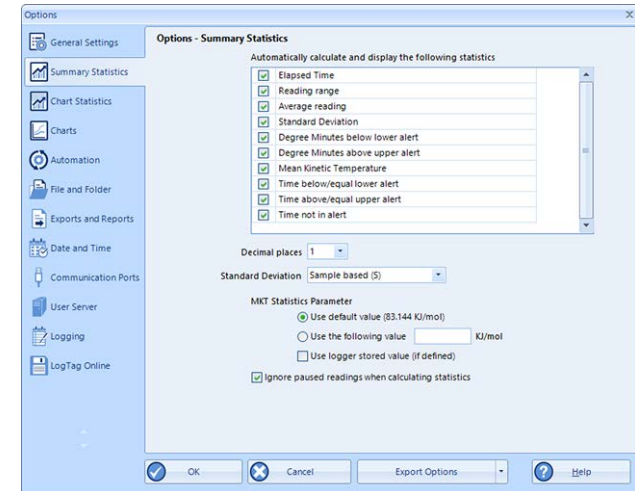 Options
X
General Settings
Summary Statistics
Chart Statistics
Charts
Automation
File and Folder
Exports and Reports
Date and Time
Communication Ports
User Server
Logging
LogTag Online
Options - Summary Statistics
Automatically calculate and display the following statistics
Elapsed Time
Reading range
Average reading
Standard Deviation
Degree Minutes below lower alert
Degree Minutes above upper alert
Mean Kinetic Temperature
Time below/equal lower alert
Time above/equal upper alert
Time not in alert
Decimal places 1
Standard Deviation Sample based (S)
MKT Statistics Parameter
Use default value (83.144 KJ/mol)
Use the following value KJ/mol
Use logger stored value (if defined)
Ignore paused readings when calculating statistics
OK Cancel Export Options ? Help